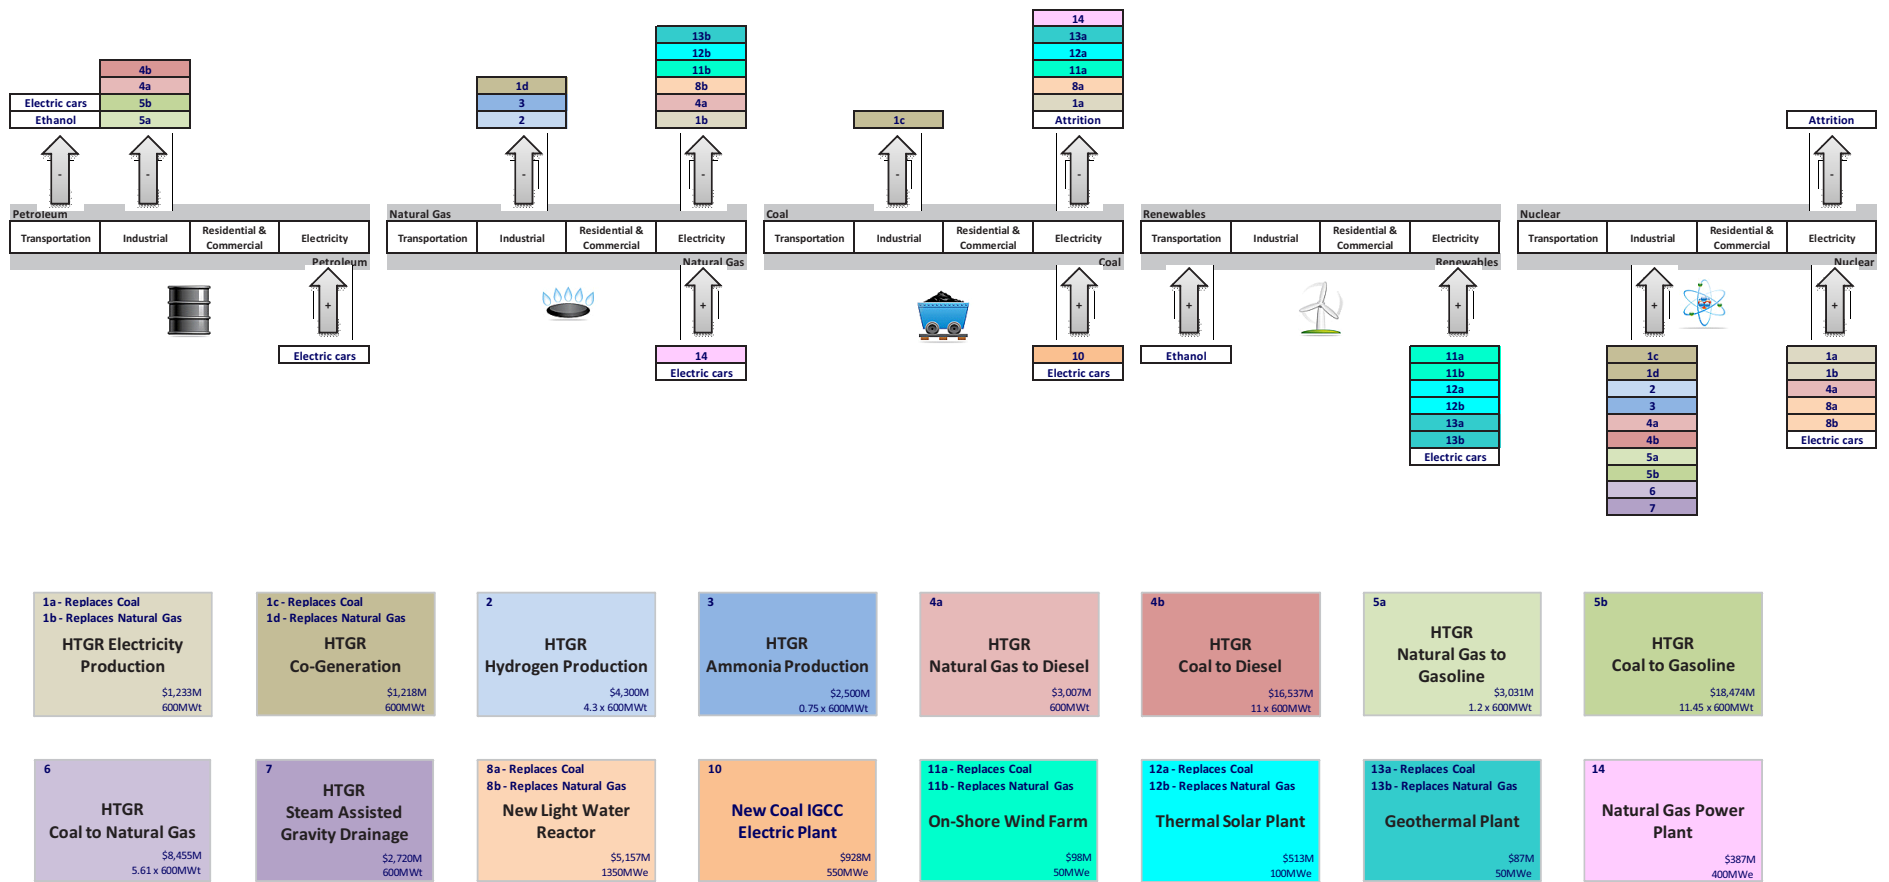 Electric cars
Ethanol
-
4b
4a
5b
5a
-
Petroleum
Transportation
Industrial
Residential &
Commercial
Electricity
Petroleum
+
Electric cars
1d
3
2
-
13b
12b
11b
8b
4a
1b
-
Natural Gas
Transportation
Industrial
Residential &
Commercial
Electricity
Natural Gas
+
14
Electric cars
1c
-
14
13a
12a
11a
8a
1a
Attrition
-
Coal
Transportation
Industrial
Residential &
Commercial
Electricity
Coal
+
10
Electric cars
Renewables
Transportation
Industrial
Residential &
Commercial
Electricity
Renewables
+
Ethanol
+
11a
11b
12a
12b
13a
13b
Electric cars
Attrition
-
Nuclear
Transportation
Industrial
Residential &
Commercial
Electricity
Nuclear
+
1c
1d
2
3
4a
4b
5a
5b
6
7
+
1a
1b
4a
8a
8b
Electric cars
1a - Replaces Coal
1b - Replaces Natural Gas
HTGR Electricity
Production
$1,233M
600MWt
1c - Replaces Coal
1d - Replaces Natural Gas
HTGR
Co-Generation
$1,218M
600MWt
2
HTGR
Hydrogen Production
$4,300M
4.3 x 600MWt
3
HTGR
Ammonia Production
$2,500M
0.75 x 600MWt
4a
HTGR
Natural Gas to Diesel
$3,007M
600MWt
4b
HTGR
Coal to Diesel
$16,537M
11 x 600MWt
5a
HTGR
Natural Gas to
Gasoline
$3,031M
1.2 x 600MWt
5b
HTGR
Coal to Gasoline
$18,474M
11.45 x 600MWt
6
HTGR
Coal to Natural Gas
$8,455M
5.61 x 600MWt
7
HTGR
Steam Assisted
Gravity Drainage
$2,720M
600MWt
8a - Replaces Coal
8b - Replaces Natural Gas
New Light Water
Reactor
$5,157M
1350MWe
10
New Coal IGCC
Electric Plant
$928M
550MWe
11a - Replaces Coal
11b - Replaces Natural Gas
On-Shore Wind Farm
$98M
50MWe
12a - Replaces Coal
12b - Replaces Natural Gas
Thermal Solar Plant
$513M
100MWe
13a - Replaces Coal
13b - Replaces Natural Gas
Geothermal Plant
$87M
50MWe
14
Natural Gas Power
Plant
$387M
400MWe